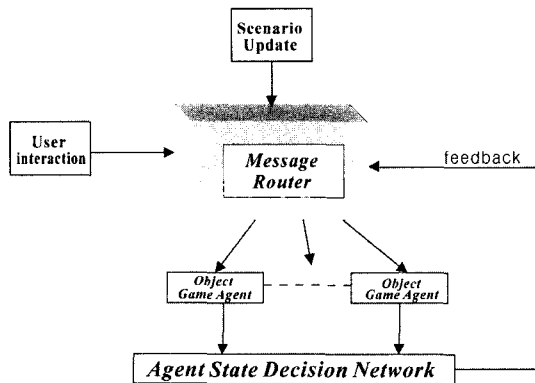 Scenario
Update
User
interaction
Message
Router
feedback
Object
Game Agent
Object
Game Agent
Agent State Decision Network